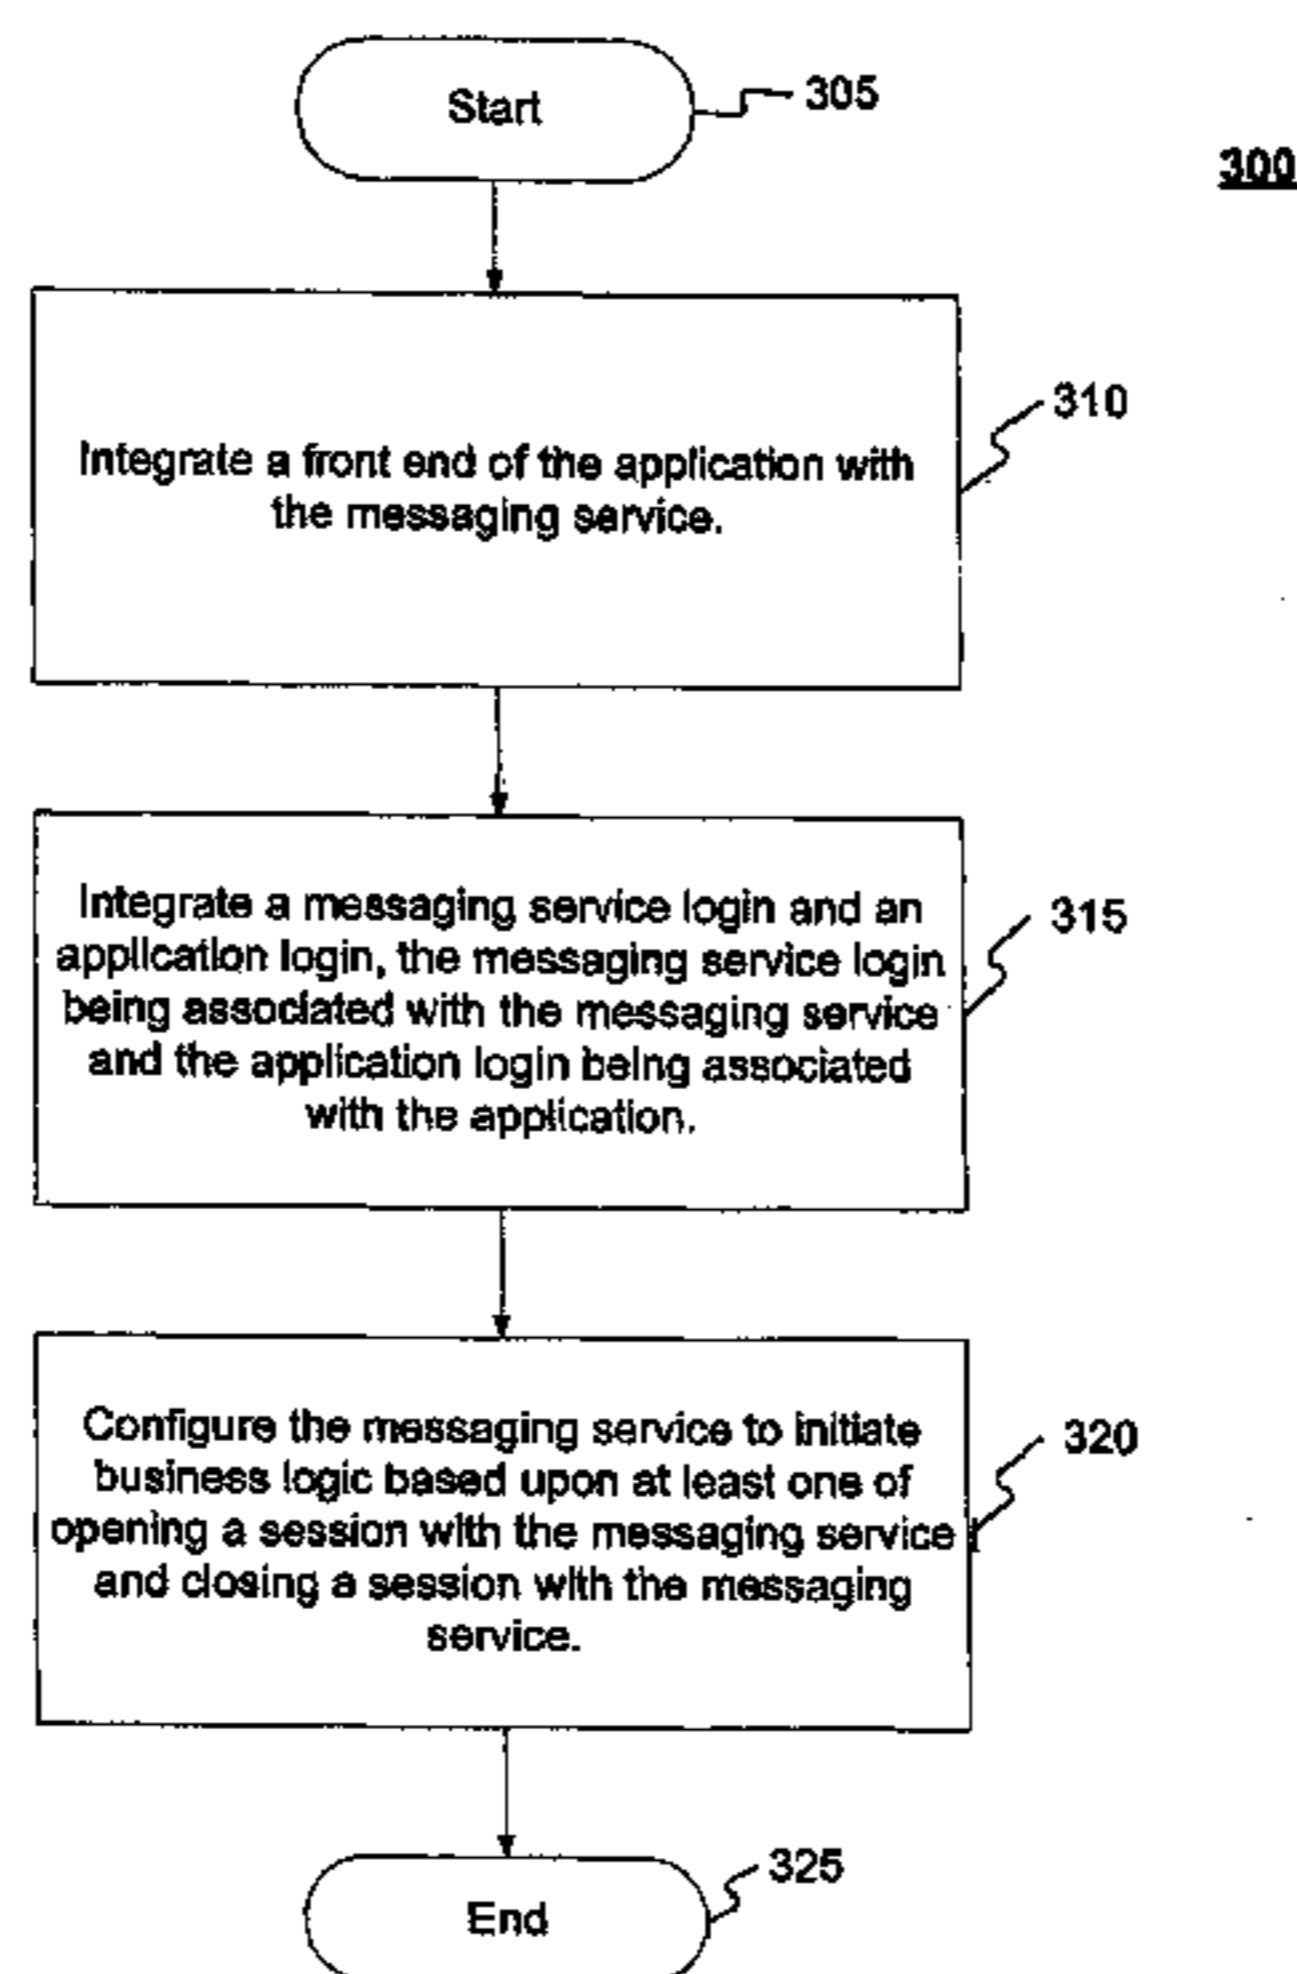 Start
305
300
Integrate a front end of the application with
the messaging service.
310
Integrate a messaging service login and an
application login, the messaging service login
being associated with the messaging service
and the application login being associated
with the application.
315
Configure the messaging service to initiate
business logic based upon at least one of
opening a session with the messaging service
and closing a session with the messaging
service.
320
End
325